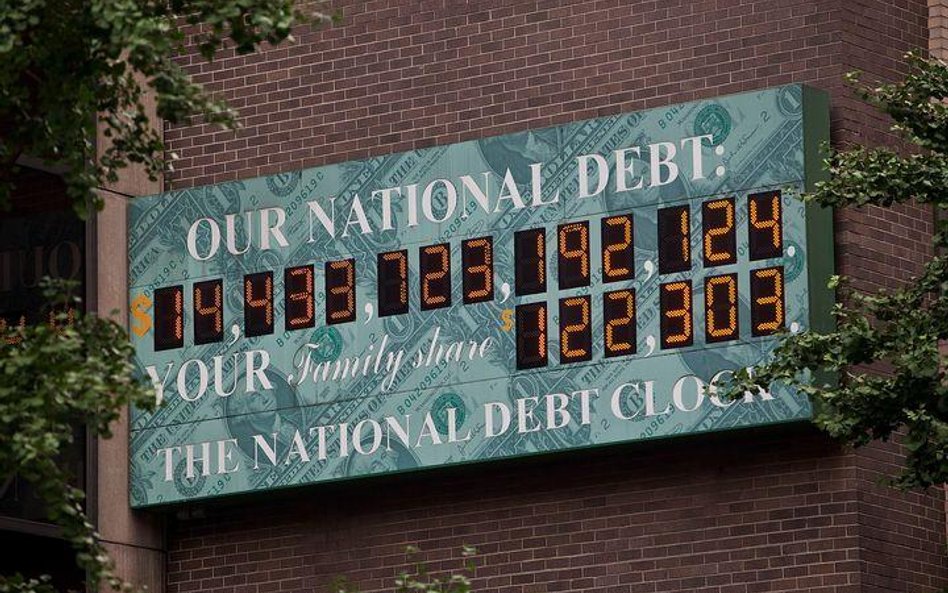 OUR NATIONAL DEBT:
$14,433,723,192,124.
YOUR Family share $122,303.
THE NATIONAL DEBT CLOCK